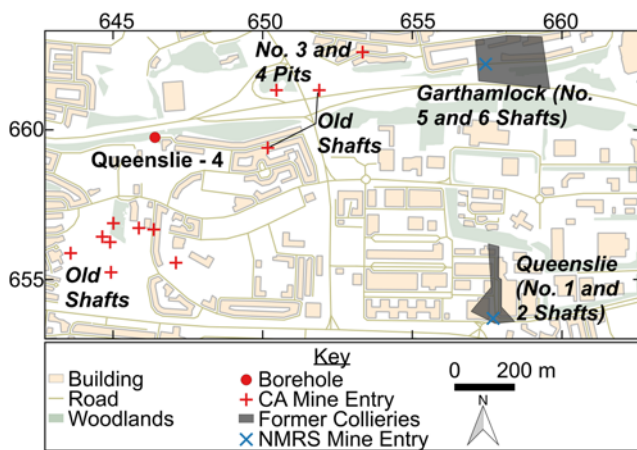 645 650 655 660
No. 3 and
4 Pits
Garthamlock (No.
5 and 6 Shafts)
660
Old
Shafts
Queenslie - 4
655
Old
Shafts
Queenslie
(No. 1 and
2 Shafts)
Key
Building
Road
Woodlands
Borehole
CA Mine Entry
Former Collieries
NMRS Mine Entry
0 200 m
N